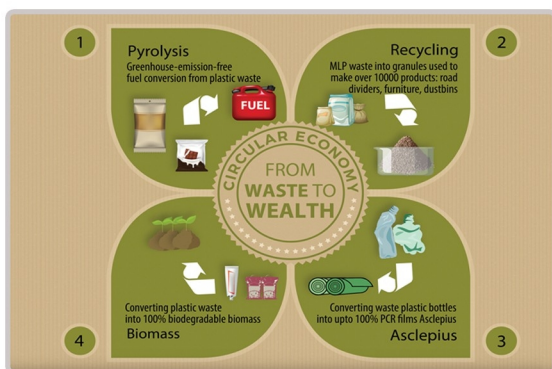 1
Pyrolysis
Greenhouse-emission-free
fuel conversion from plastic waste
FUEL
2
Recycling
MLP waste into granules used to
make over 10000 products: road
dividers, furniture, dustbins
CIRCULAR ECONOMY
FROM
WASTE TO
WEALTH
Converting waste plastic bottles
into upto 100% PCR films Asclepius
Asclepius
3
Converting plastic waste
into 100% biodegradable biomass
Biomass
4